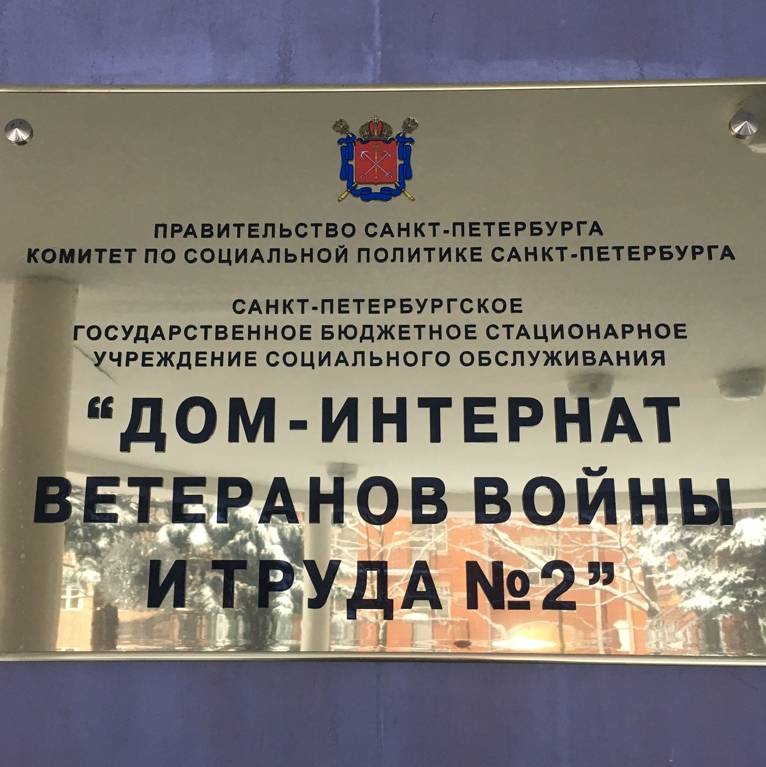 ПРАВИТЕЛЬСТВО САНКТ-ПЕТЕРБУРГА
КОМИТЕТ ПО СОЦИАЛЬНОЙ ПОЛИТИКЕ САНКТ-ПЕТЕРБУРГА
САНКТ-ПЕТЕРБУРГСКОЕ
ГОСУДАРСТВЕННОЕ БЮДЖЕТНОЕ СТАЦИОНАРНОЕ
УЧРЕЖДЕНИЕ СОЦИАЛЬНОГО ОБСЛУЖИВАНИЯ
“ДОМ-ИНТЕРНАТ
ВЕТЕРАНОВ ВОЙНЫ
И ТРУДА №2”